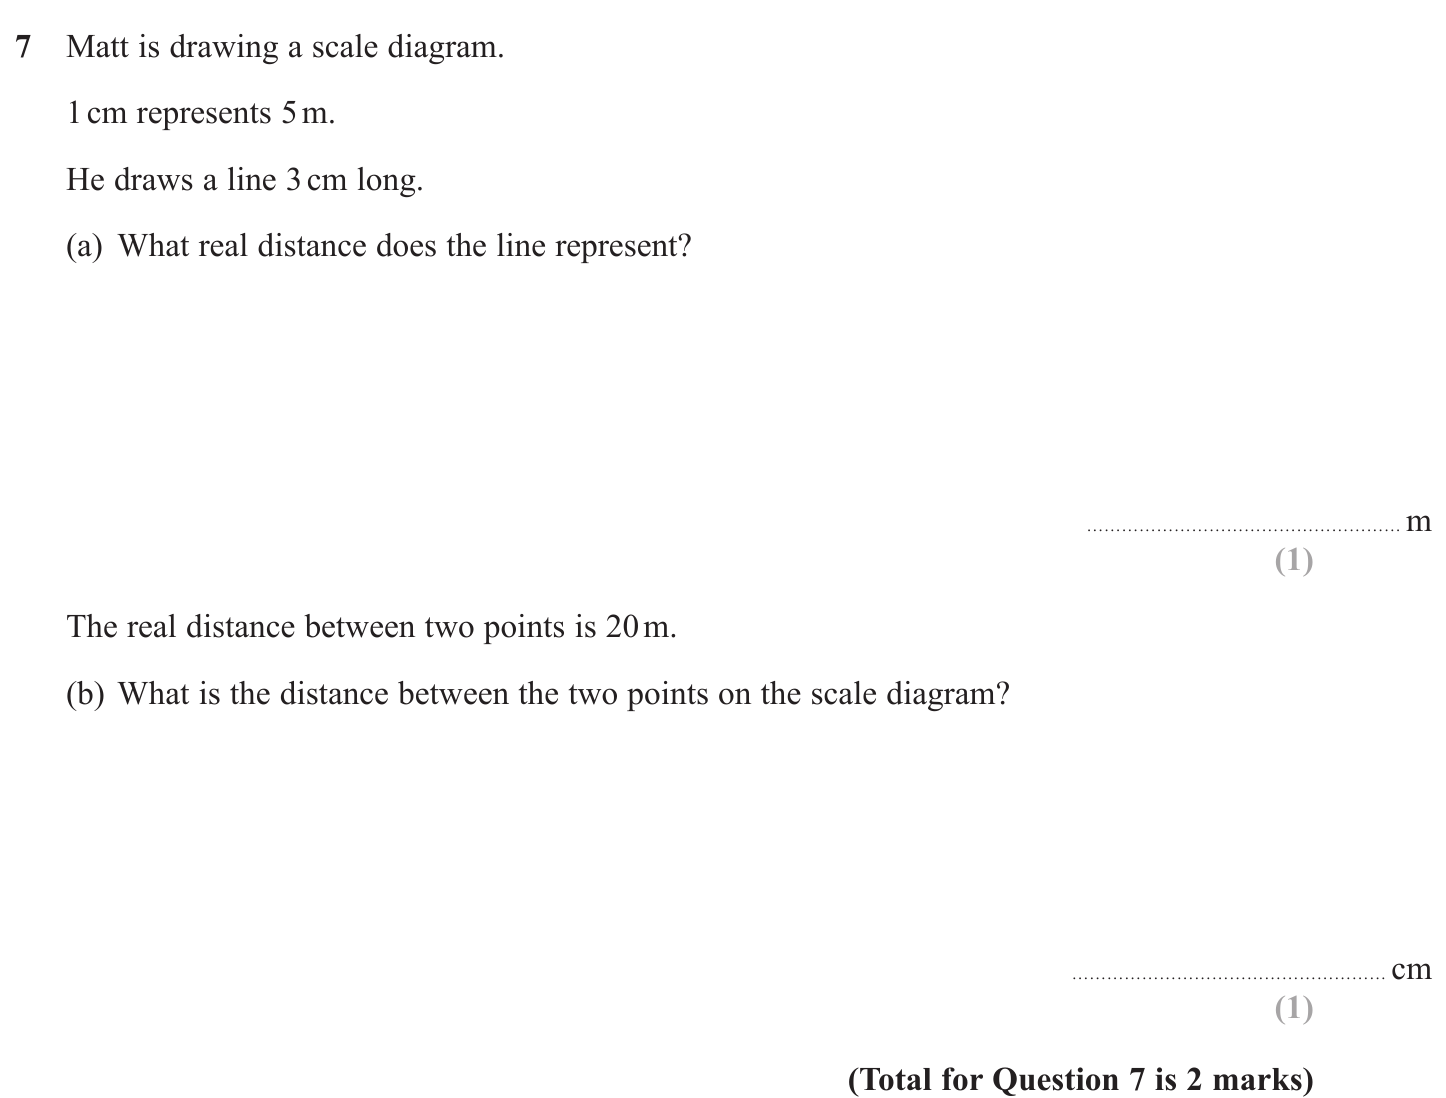 7 Matt is drawing a scale diagram.
1 cm represents 5 m.
He draws a line 3 cm long.
(a) What real distance does the line represent?
...................................................... m
(1)
The real distance between two points is 20 m.
(b) What is the distance between the two points on the scale diagram?
...................................................... cm
(1)
(Total for Question 7 is 2 marks)